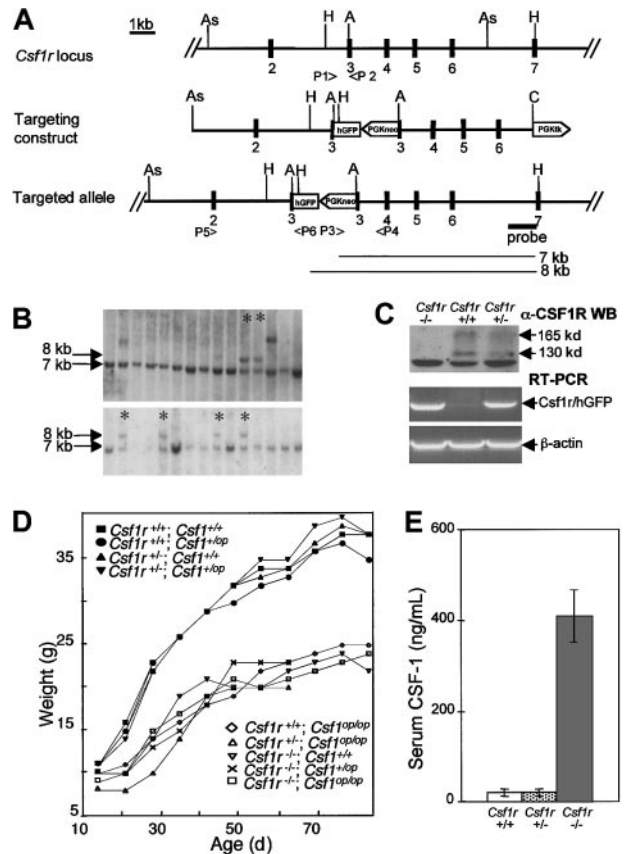 A
1kb
As H A As H
Csf1r locus
2 3 4 5 6 7
P1> <P 2
As H A H A C
Targeting construct
hGFP PGKneo PGKtk
2 3 3 4 5 6
As H A H A H
Targeted allele
hGFP PGKneo
2 3 3 4 5 6 7
P5> <P6 P3> <P4 probe
7 kb
8 kb
B
* *
8 kb
7 kb
* * * *
8 kb
7 kb
C
Csf1r -/- Csf1r +/+ Csf1r +/-
α-CSF1R WB
165 kd
130 kd
RT-PCR
Csf1r/hGFP
β-actin
D
Csf1r+/+; Csf1+/+
Csf1r+/+; Csf1+/op
Csf1r+/-; Csf1+/+
Csf1r+/-; Csf1+/op
Csf1r+/+; Csf1op/op
Csf1r+/-; Csf1op/op
Csf1r-/-; Csf1+/+
Csf1r-/-; Csf1+/op
Csf1r-/-; Csf1op/op
Weight (g)
35
25
15
5
10 30 50 70
Age (d)
E
Serum CSF-1 (ng/mL)
600
400
200
0
Csf1r +/+ Csf1r +/- Csf1r -/-